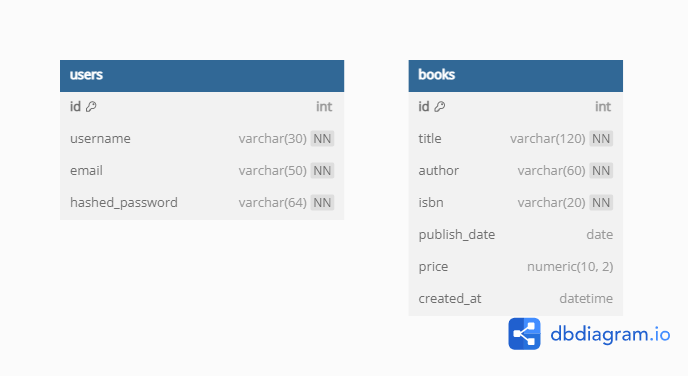 users
id int
username varchar(30) NN
email varchar(50) NN
hashed_password varchar(64) NN
books
id int
title varchar(120) NN
author varchar(60) NN
isbn varchar(20) NN
publish_date date
price numeric(10, 2)
created_at datetime
dbdiagram.io